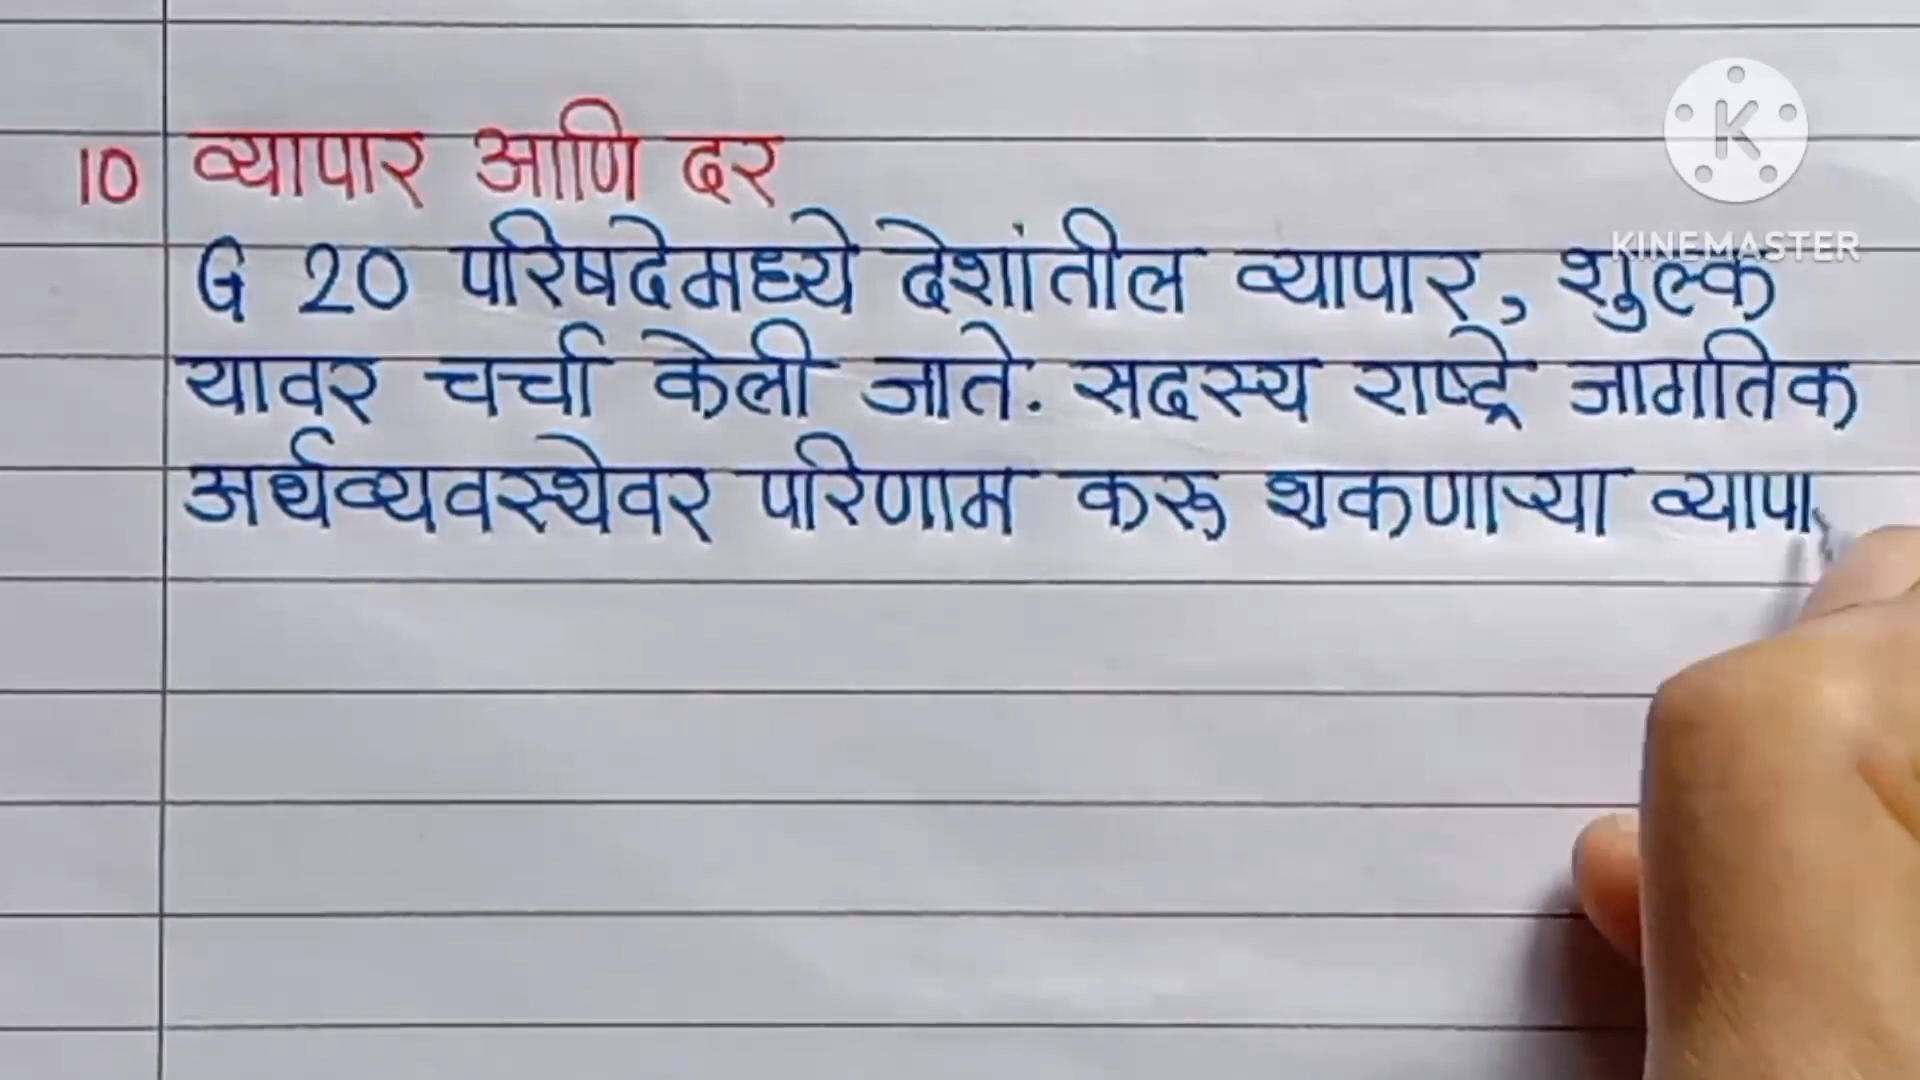 10 व्यापार आणि दर
G 20 परिषदेमध्ये देशांतील व्यापार, शुल्क
यावर चर्चा केली जाते. सदस्य राष्ट्रे जागतिक
अर्थव्यवस्थेवर परिणाम करू शकणाऱ्या व्यापा
KINEMASTER